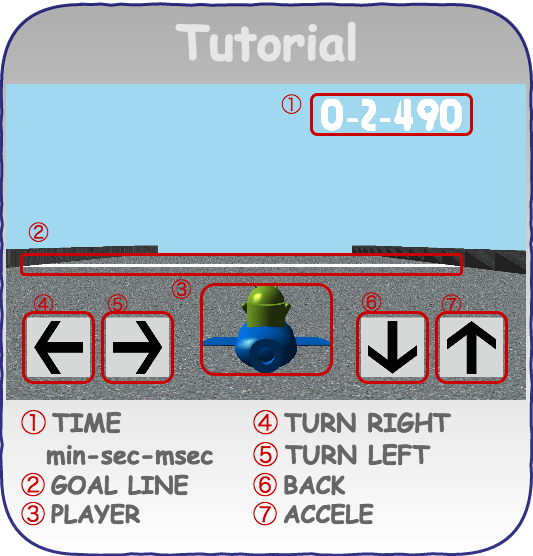 Tutorial
① 0-2-490
②
③
④ ⑤ ⑥ ⑦
① TIME
min-sec-msec
② GOAL LINE
③ PLAYER
④ TURN RIGHT
⑤ TURN LEFT
⑥ BACK
⑦ ACCELE